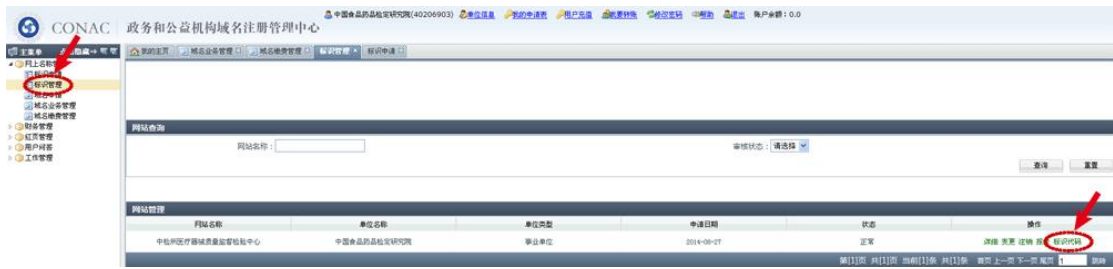 中国食品药品检定研究院(40206903) 单位信息 我的申请表 用户充值 账更转账 修改密码 帮助 退出 账户余额:0.0
CONAC 政务和公益机构域名注册管理中心
主菜单
我的主页 域名业务管理 域名缴费管理 标识管理 标识申请
网上名称
标识申请
标识管理
域名业务管理
域名缴费管理
财务管理
红页管理
用户问答
工作管理
网站查询
网站名称: 审核状态: 请选择
查询 重置
网站管理
网站名称 单位名称 单位类型 申请日期 状态 操作
中检所医疗器械质量监督检验中心 中国食品药品检定研究院 事业单位 2014-08-27 正常 详细 变更 注销 标识代码
第[1]页 共[1]页 当前[1]条 共[1]条 首页 上一页 下一页 尾页 1 跳转